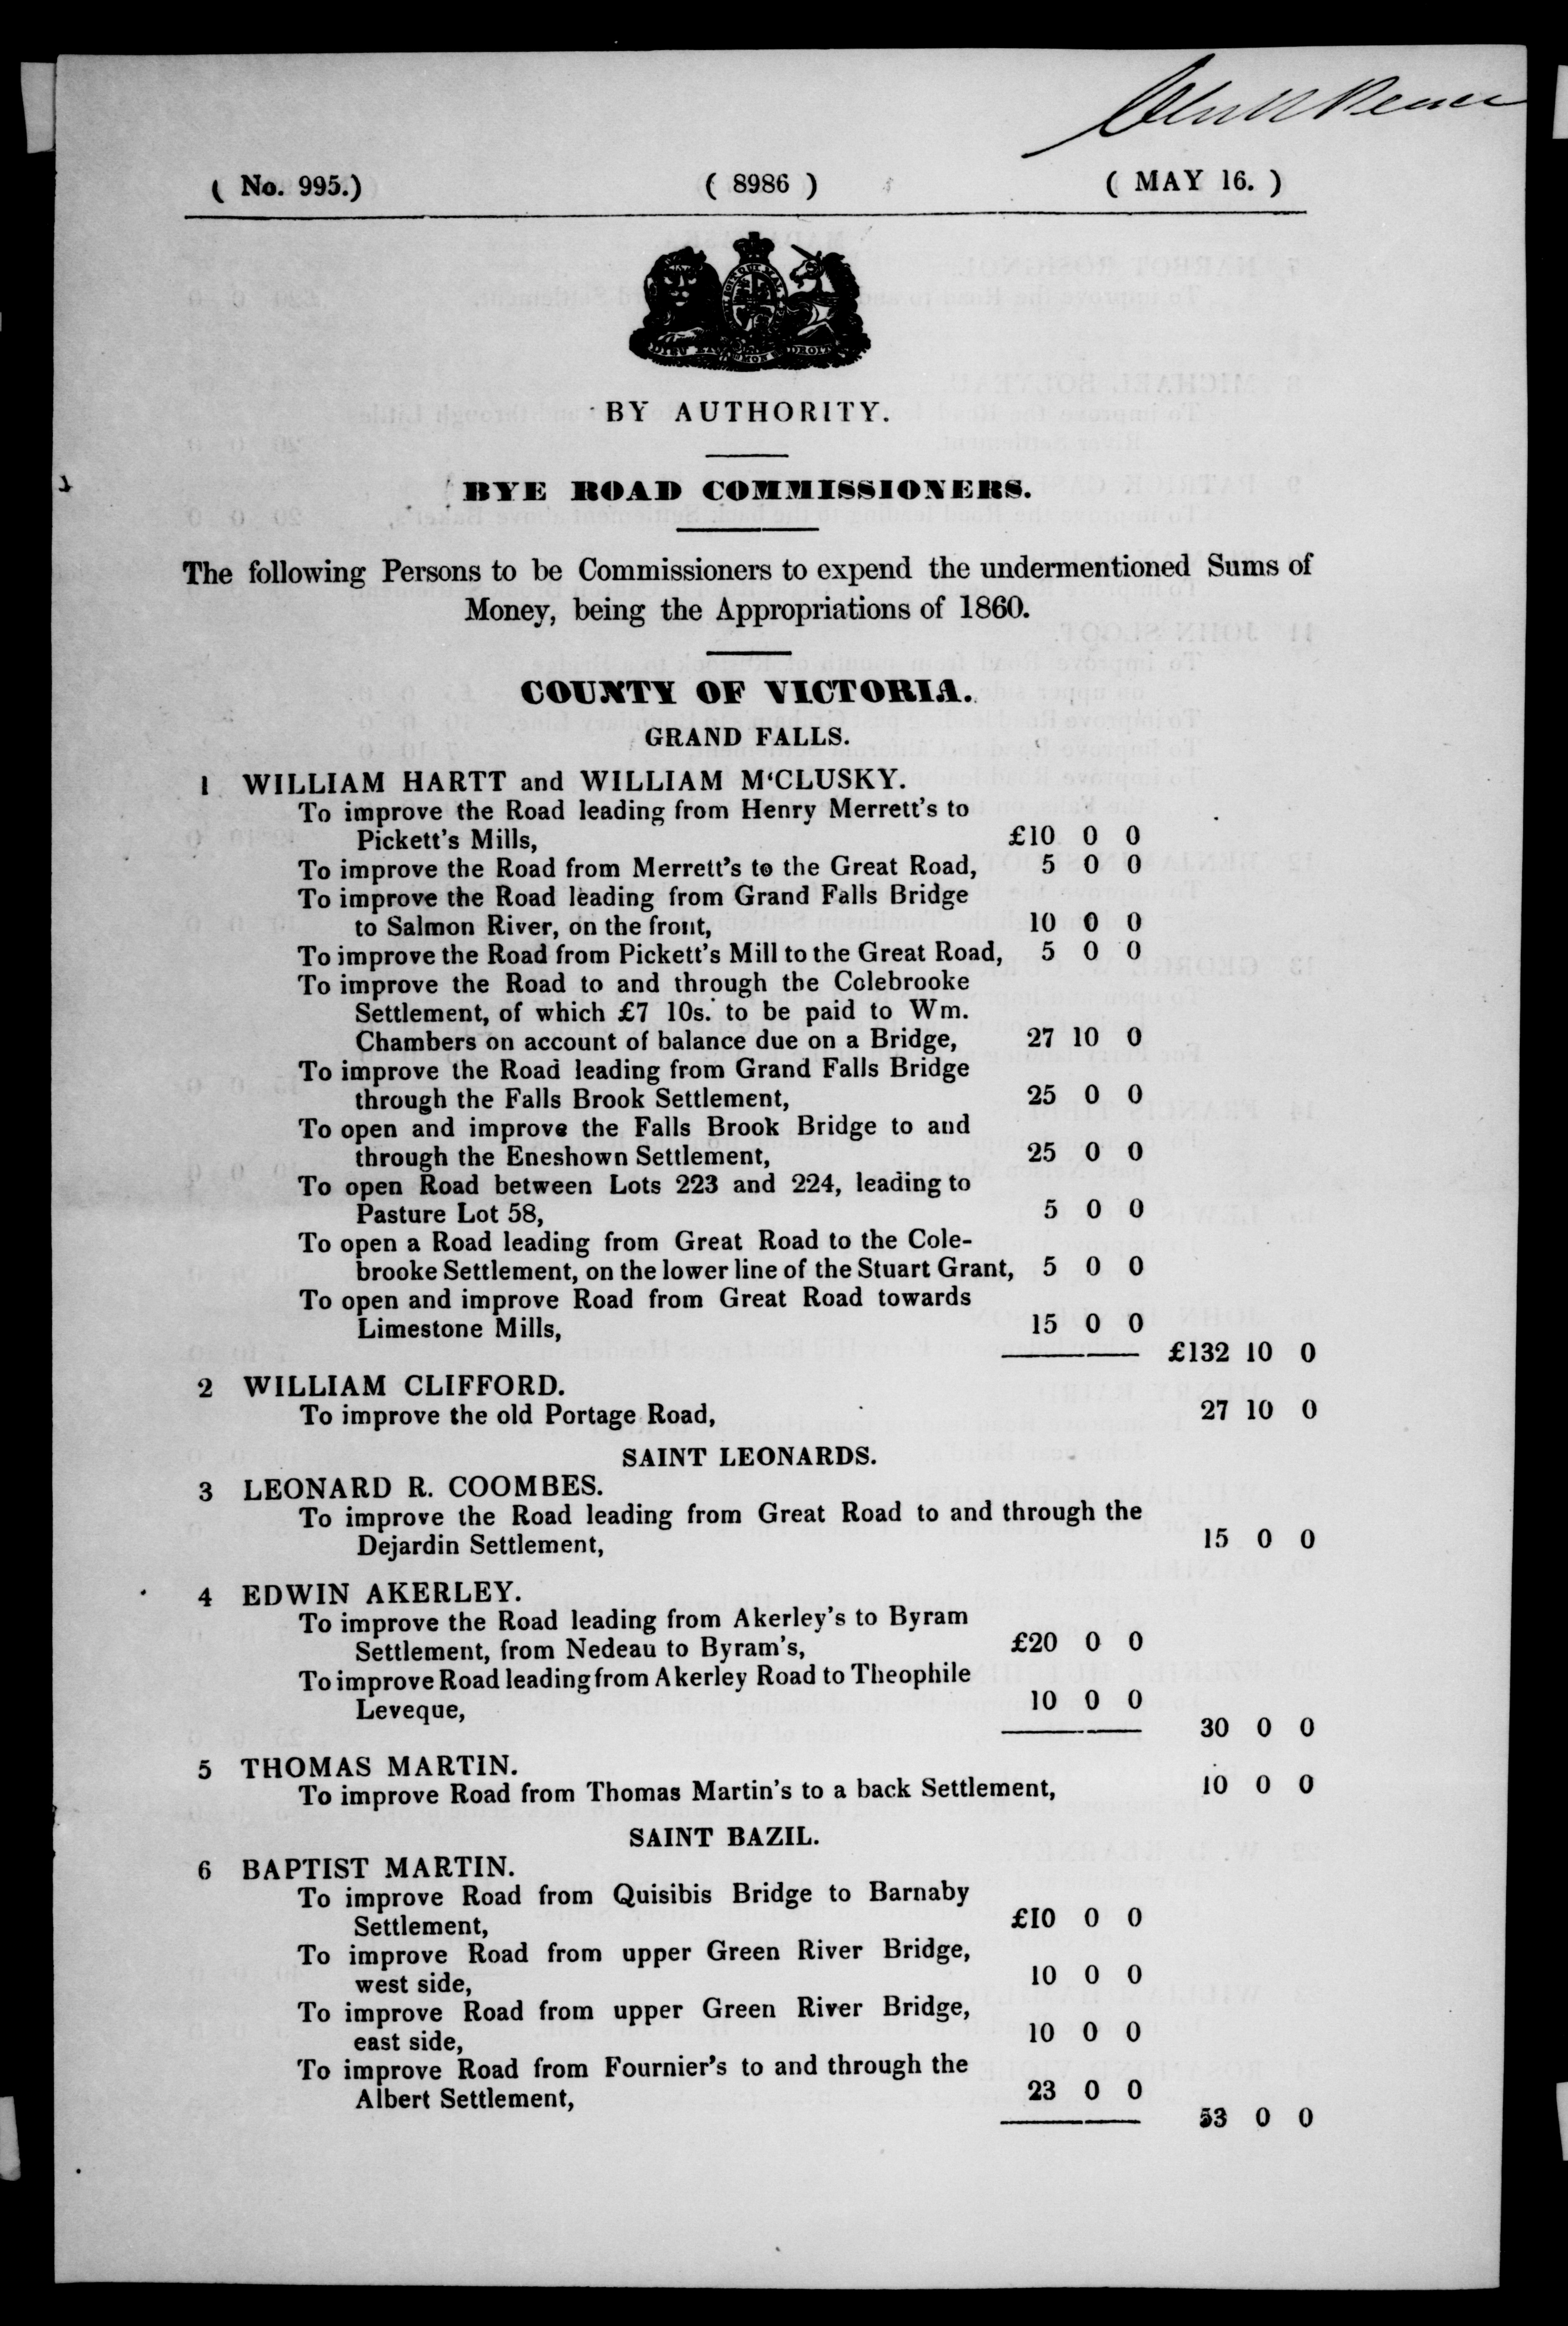 ( No. 995.) ( 8986 ) ( MAY 16. )
DIEU ET MON DROIT
BY AUTHORITY.
BYE ROAD COMMISSIONERS.
The following Persons to be Commissioners to expend the undermentioned Sums of
Money, being the Appropriations of 1860.
COUNTY OF VICTORIA.
GRAND FALLS.
1 WILLIAM HARTT and WILLIAM M‘CLUSKY.
To improve the Road leading from Henry Merrett's to
Pickett's Mills, £10 0 0
To improve the Road from Merrett's to the Great Road, 5 0 0
To improve the Road leading from Grand Falls Bridge
to Salmon River, on the front, 10 0 0
To improve the Road from Pickett's Mill to the Great Road, 5 0 0
To improve the Road to and through the Colebrooke
Settlement, of which £7 10s. to be paid to Wm.
Chambers on account of balance due on a Bridge, 27 10 0
To improve the Road leading from Grand Falls Bridge
through the Falls Brook Settlement, 25 0 0
To open and improve the Falls Brook Bridge to and
through the Eneshown Settlement, 25 0 0
To open Road between Lots 223 and 224, leading to
Pasture Lot 58, 5 0 0
To open a Road leading from Great Road to the Cole-
brooke Settlement, on the lower line of the Stuart Grant, 5 0 0
To open and improve Road from Great Road towards
Limestone Mills, 15 0 0
£132 10 0
2 WILLIAM CLIFFORD.
To improve the old Portage Road, 27 10 0
SAINT LEONARDS.
3 LEONARD R. COOMBES.
To improve the Road leading from Great Road to and through the
Dejardin Settlement, 15 0 0
4 EDWIN AKERLEY.
To improve the Road leading from Akerley's to Byram
Settlement, from Nedeau to Byram's, £20 0 0
To improve Road leading from Akerley Road to Theophile
Leveque, 10 0 0
30 0 0
5 THOMAS MARTIN.
To improve Road from Thomas Martin's to a back Settlement, 10 0 0
SAINT BAZIL.
6 BAPTIST MARTIN.
To improve Road from Quisibis Bridge to Barnaby
Settlement, £10 0 0
To improve Road from upper Green River Bridge,
west side, 10 0 0
To improve Road from upper Green River Bridge,
east side, 10 0 0
To improve Road from Fournier's to and through the
Albert Settlement, 23 0 0
53 0 0